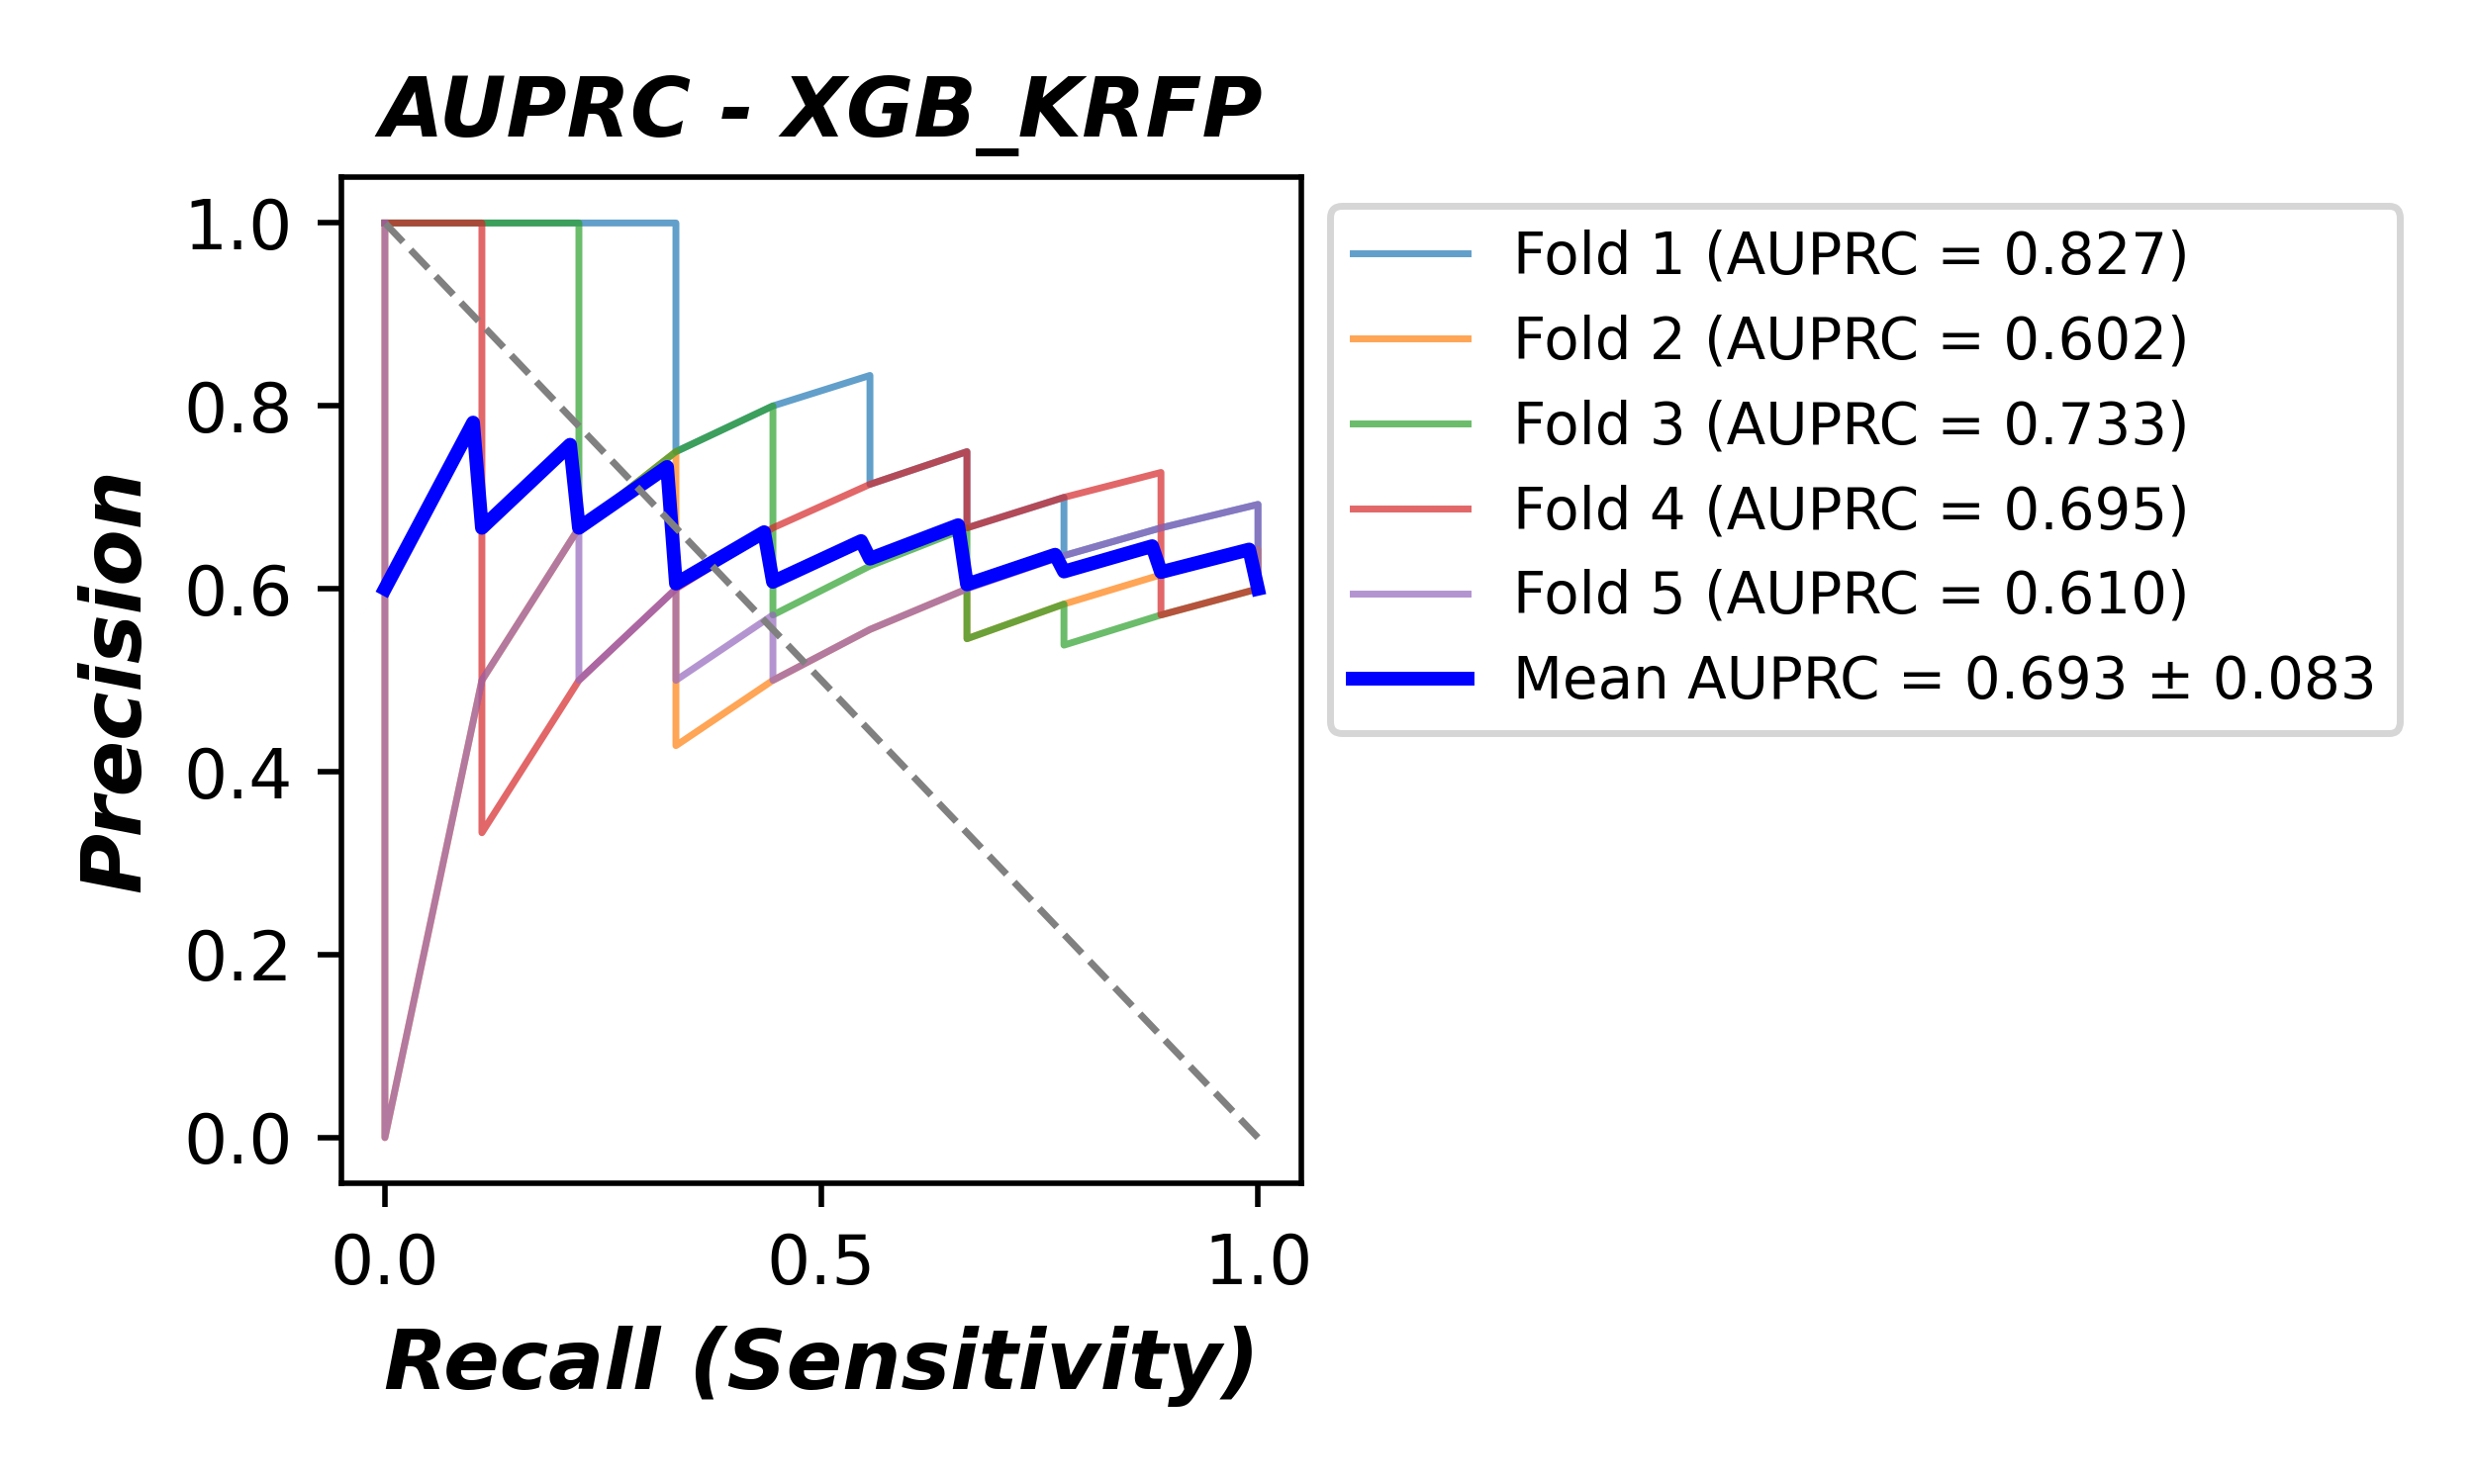 AUPRC - XGB_KRFP
Precision
1.0
0.8
0.6
0.4
0.2
0.0
0.0
0.5
1.0
Recall (Sensitivity)
Fold 1 (AUPRC = 0.827)
Fold 2 (AUPRC = 0.602)
Fold 3 (AUPRC = 0.733)
Fold 4 (AUPRC = 0.695)
Fold 5 (AUPRC = 0.610)
Mean AUPRC = 0.693 ± 0.083